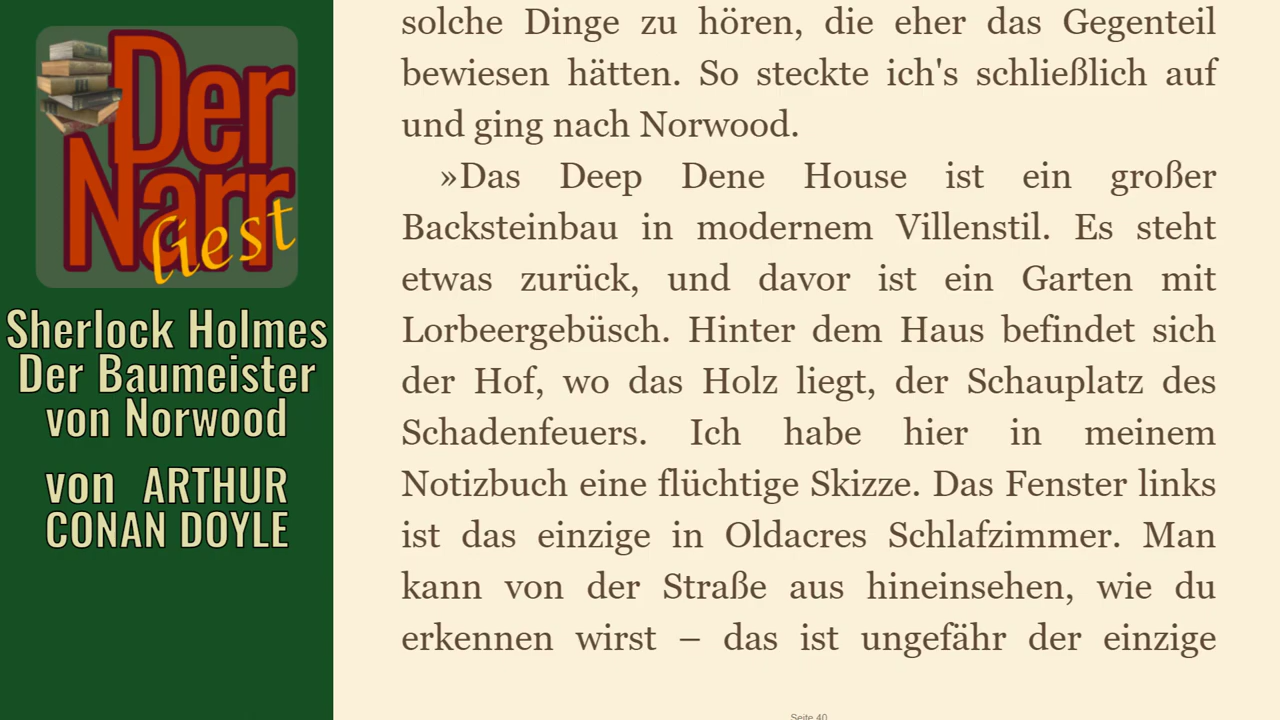 Der
Narr
liest
Sherlock Holmes
Der Baumeister
von Norwood
von ARTHUR
CONAN DOYLE
solche Dinge zu hören, die eher das Gegenteil
bewiesen hätten. So steckte ich's schließlich auf
und ging nach Norwood.
»Das Deep Dene House ist ein großer
Backsteinbau in modernem Villenstil. Es steht
etwas zurück, und davor ist ein Garten mit
Lorbeergebüsch. Hinter dem Haus befindet sich
der Hof, wo das Holz liegt, der Schauplatz des
Schadenfeuers. Ich habe hier in meinem
Notizbuch eine flüchtige Skizze. Das Fenster links
ist das einzige in Oldacres Schlafzimmer. Man
kann von der Straße aus hineinsehen, wie du
erkennen wirst – das ist ungefähr der einzige
Seite 40